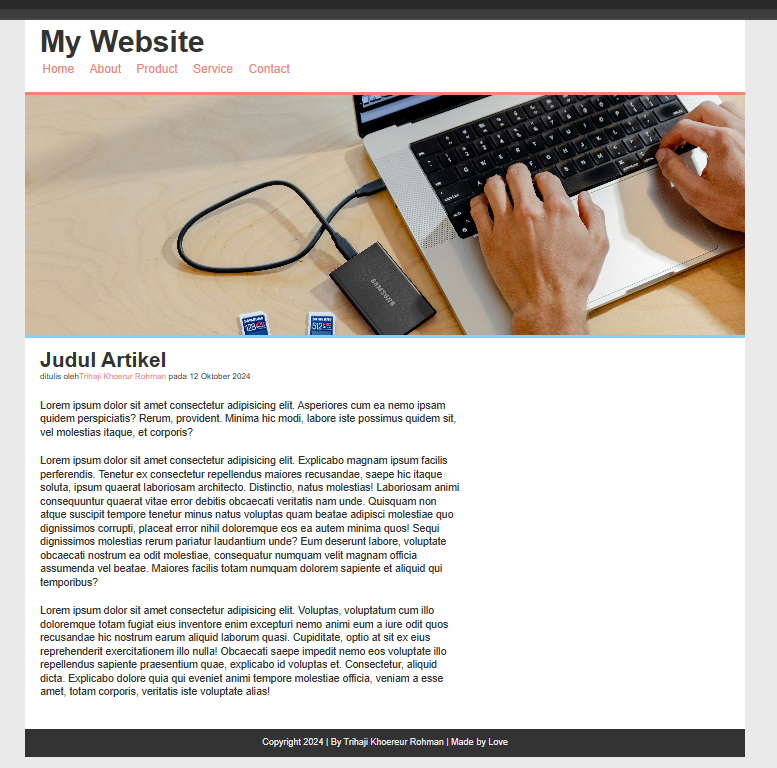 My Website
Home About Product Service Contact
SAMSUNG
SAMSUNG SAMSUNG
128 512
Judul Artikel
ditulis olehTrihaji Khoerur Rohman pada 12 Oktober 2024
Lorem ipsum dolor sit amet consectetur adipisicing elit. Asperiores cum ea nemo ipsam
quidem perspiciatis? Rerum, provident. Minima hic modi, labore iste possimus quidem sit,
vel molestias itaque, et corporis?
Lorem ipsum dolor sit amet consectetur adipisicing elit. Explicabo magnam ipsum facilis
perferendis. Tenetur ex consectetur repellendus maiores recusandae, saepe hic itaque
soluta, ipsum quaerat laboriosam architecto. Distinctio, natus molestias! Laboriosam animi
consequuntur quaerat vitae error debitis obcaecati veritatis nam unde. Quisquam non
atque suscipit tempore tenetur minus natus voluptas quam beatae adipisci molestiae quo
dignissimos corrupti, placeat error nihil doloremque eos ea autem minima quos! Sequi
dignissimos molestias rerum pariatur laudantium unde? Eum deserunt labore, voluptate
obcaecati nostrum ea odit molestiae, consequatur numquam velit magnam officia
assumenda vel beatae. Maiores facilis totam numquam dolorem sapiente et aliquid qui
temporibus?
Lorem ipsum dolor sit amet consectetur adipisicing elit. Voluptas, voluptatum cum illo
doloremque totam fugiat eius inventore enim excepturi nemo animi eum a iure odit quos
recusandae hic nostrum earum aliquid laborum quasi. Cupiditate, optio at sit ex eius
reprehenderit exercitationem illo nulla! Obcaecati saepe impedit nemo eos voluptate illo
repellendus sapiente praesentium quae, explicabo id voluptas et. Consectetur, aliquid
dicta. Explicabo dolore quia qui eveniet animi tempore molestiae officia, veniam a esse
amet, totam corporis, veritatis iste voluptate alias!
Copyright 2024 | By Trihaji Khoereur Rohman | Made by Love